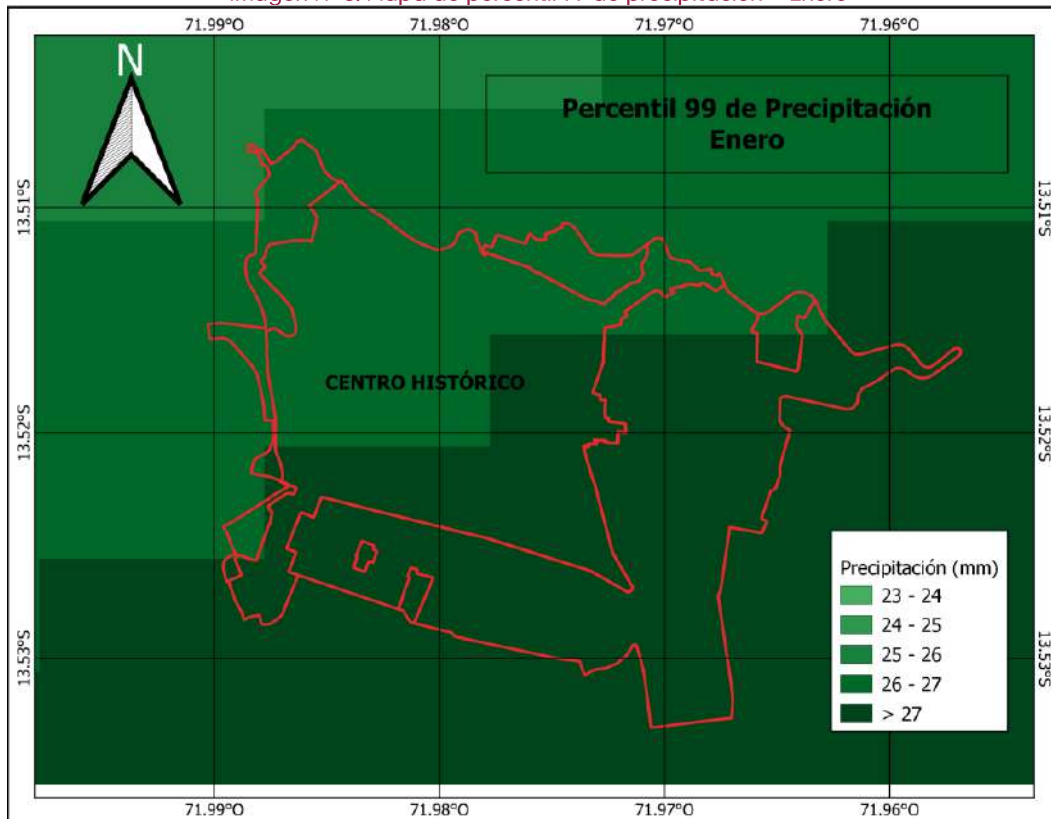 71.99°O 71.98°O 71.97°O 71.96°O
N
Percentil 99 de Precipitación
Enero
13.51°S 13.51°S
CENTRO HISTÓRICO
13.52°S 13.52°S
Precipitación (mm)
23 - 24
24 - 25
25 - 26
26 - 27
> 27
13.53°S 13.53°S
71.99°O 71.98°O 71.97°O 71.96°O